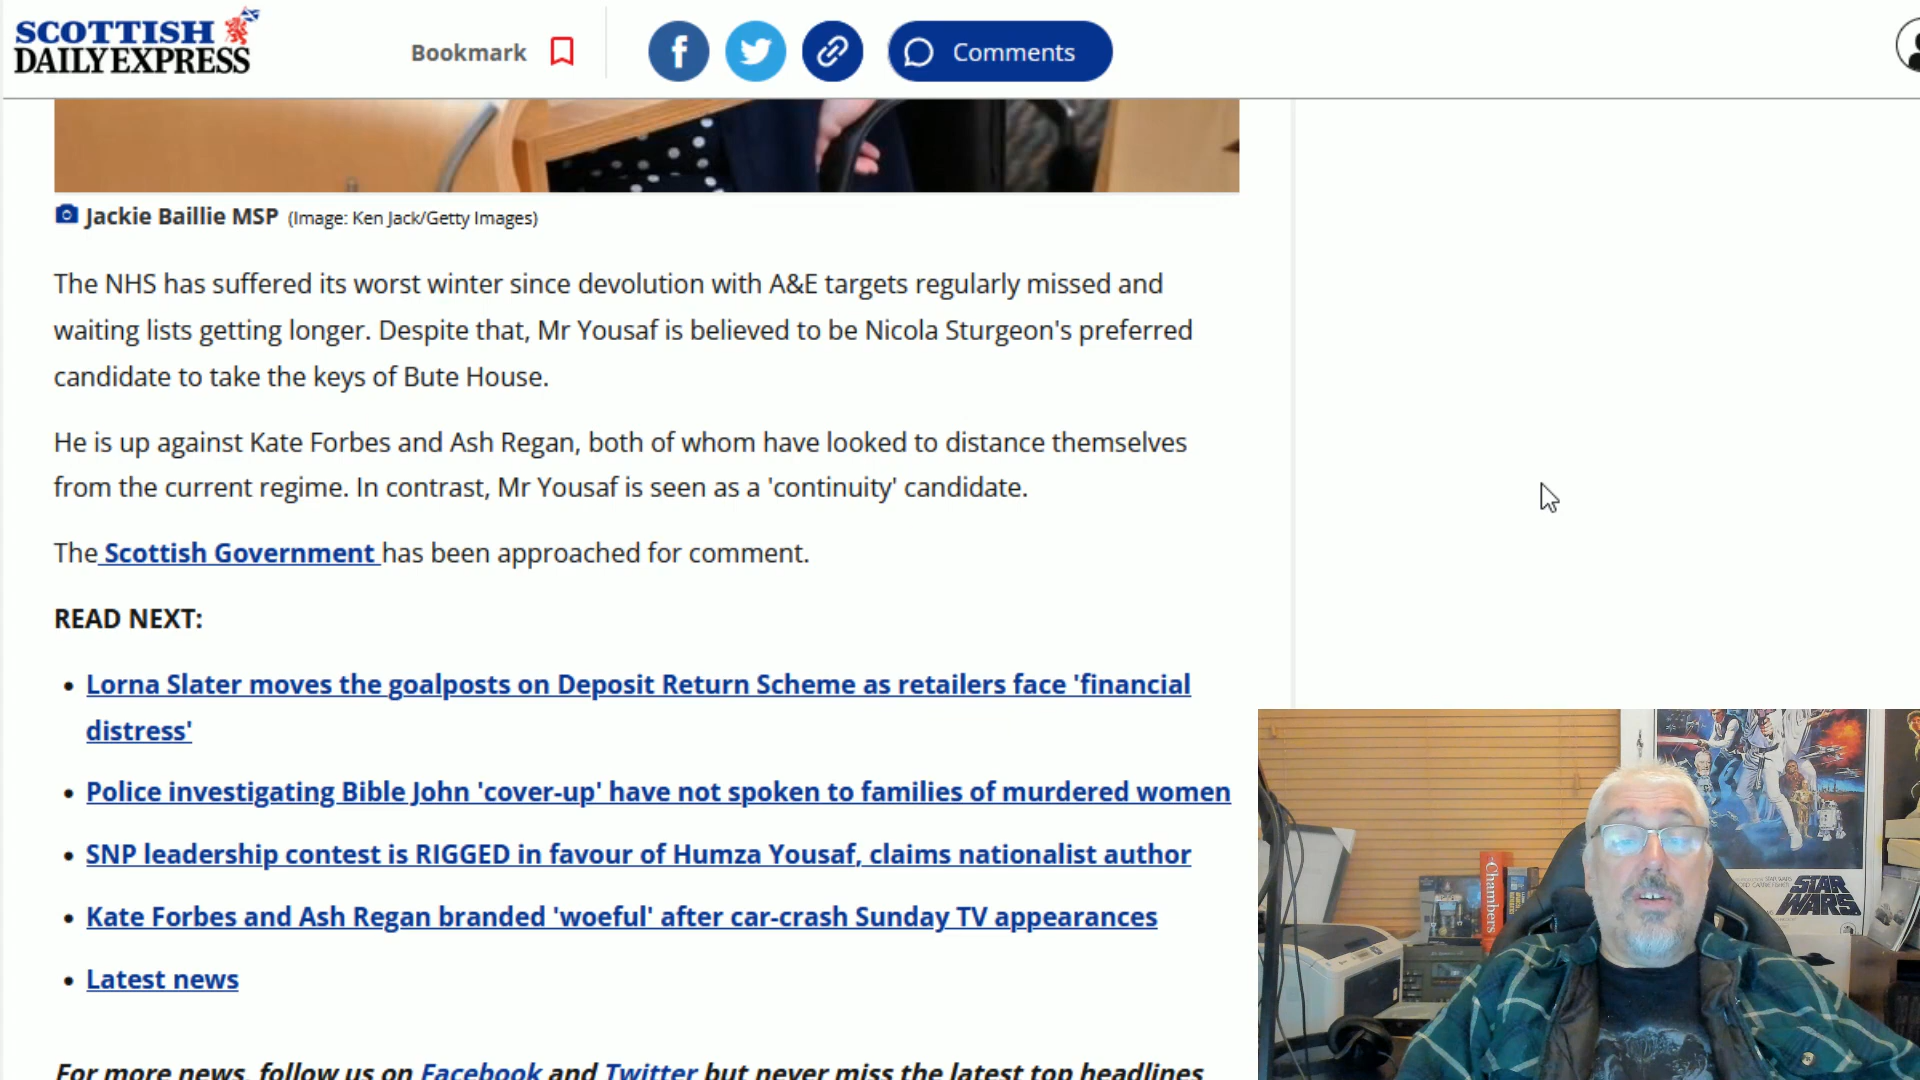 SCOTTISH
DAILY EXPRESS
Bookmark
Comments
Jackie Baillie MSP (Image: Ken Jack/Getty Images)
The NHS has suffered its worst winter since devolution with A&E targets regularly missed and
waiting lists getting longer. Despite that, Mr Yousaf is believed to be Nicola Sturgeon's preferred
candidate to take the keys of Bute House.
He is up against Kate Forbes and Ash Regan, both of whom have looked to distance themselves
from the current regime. In contrast, Mr Yousaf is seen as a 'continuity' candidate.
The Scottish Government has been approached for comment.
READ NEXT:
• Lorna Slater moves the goalposts on Deposit Return Scheme as retailers face 'financial
distress'
• Police investigating Bible John 'cover-up' have not spoken to families of murdered women
• SNP leadership contest is RIGGED in favour of Humza Yousaf, claims nationalist author
• Kate Forbes and Ash Regan branded 'woeful' after car-crash Sunday TV appearances
• Latest news
For more news, follow us on Facebook and Twitter but never miss the latest top headlines
Chambers
STAR
WARS